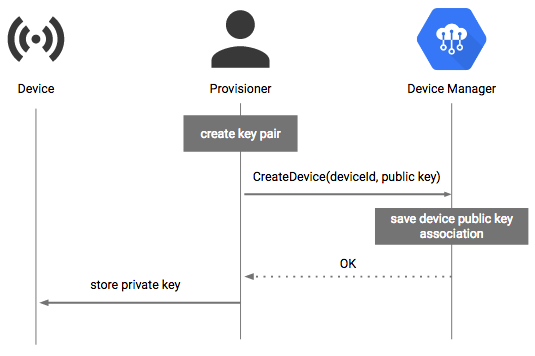 Device
Provisioner
Device Manager
create key pair
CreateDevice(deviceId, public key)
save device public key
association
OK
store private key